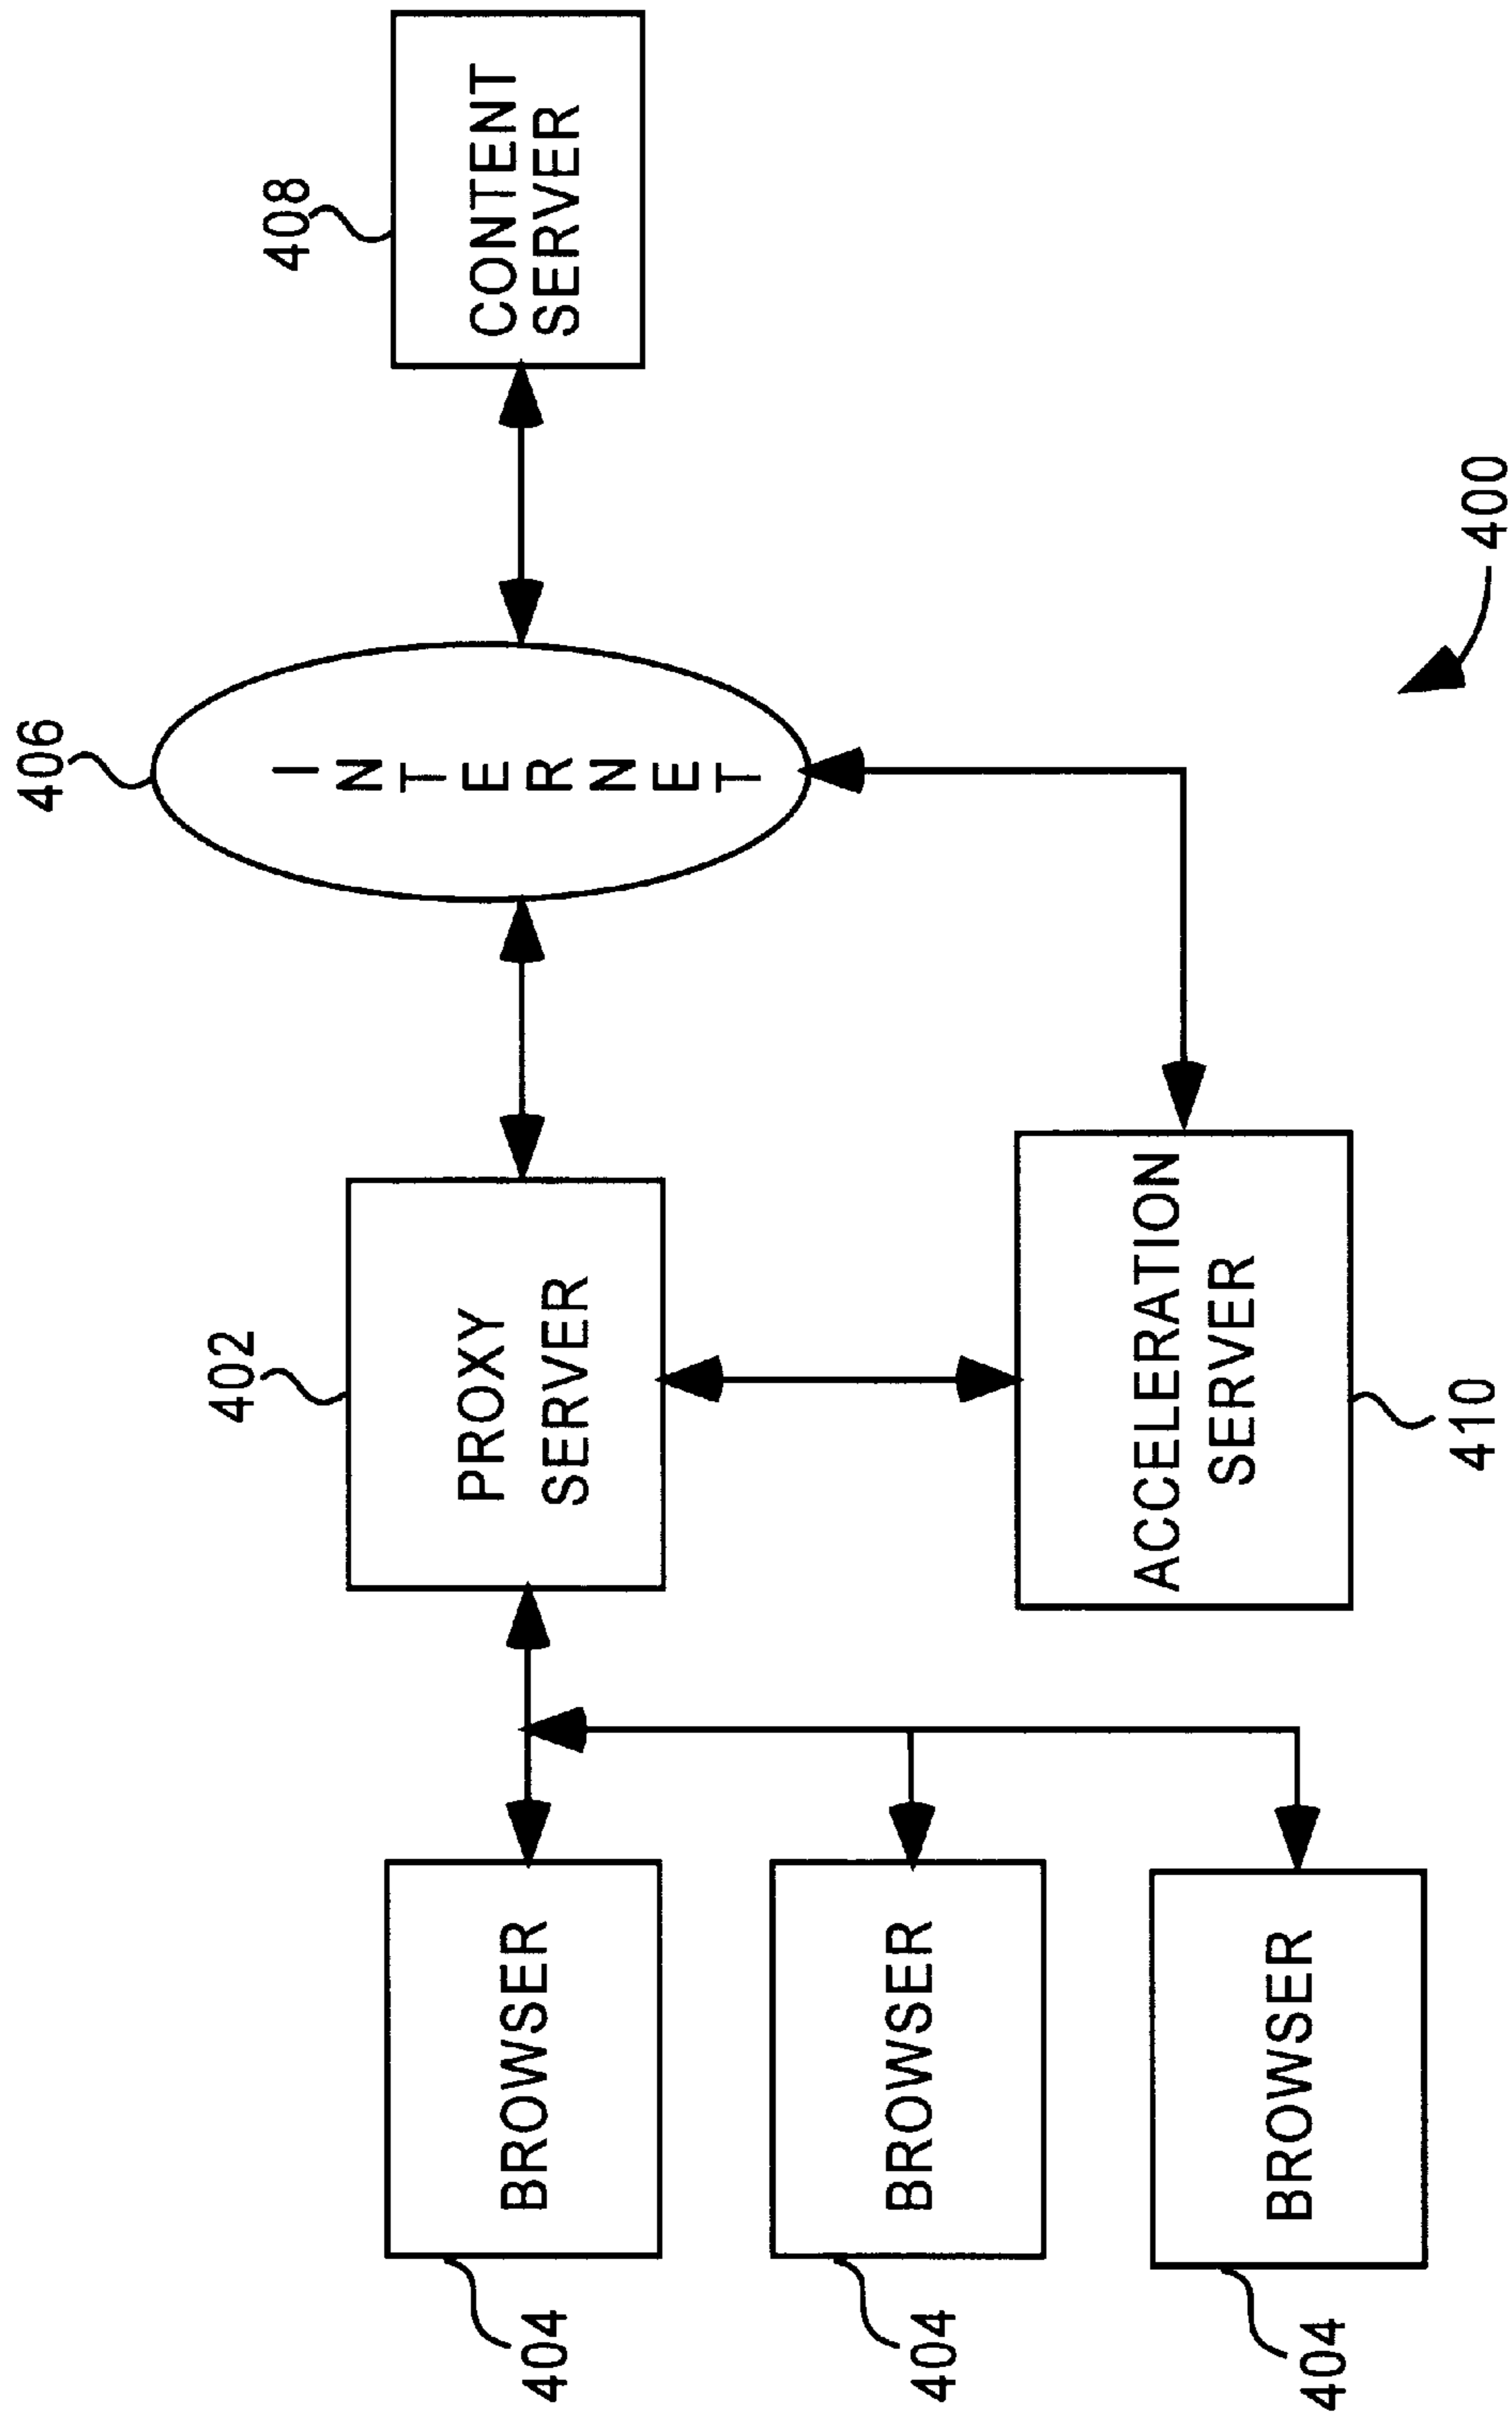 406
408
402
INTERNET
CONTENT
SERVER
PROXY
SERVER
BROWSER
404
BROWSER
404
ACCELERATION
SERVER
410
BROWSER
404
400